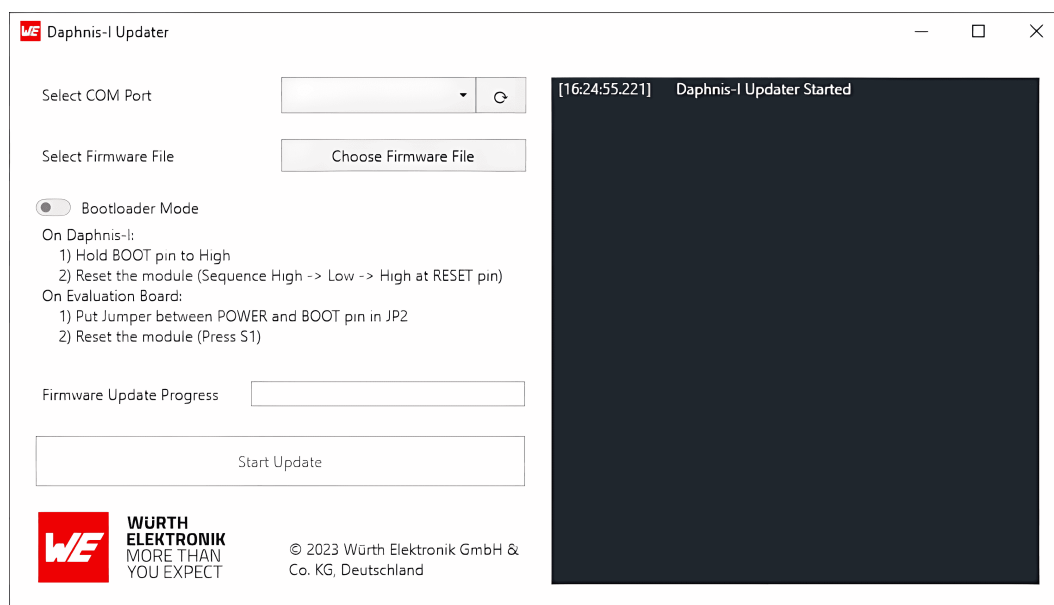 WE Daphnis-I Updater
Select COM Port
[16:24:55.221] Daphnis-I Updater Started
Select Firmware File
Choose Firmware File
Bootloader Mode
On Daphnis-I:
1) Hold BOOT pin to High
2) Reset the module (Sequence High -> Low -> High at RESET pin)
On Evaluation Board:
1) Put Jumper between POWER and BOOT pin in JP2
2) Reset the module (Press S1)
Firmware Update Progress
Start Update
WE
WÜRTH
ELEKTRONIK
MORE THAN
YOU EXPECT
© 2023 Würth Elektronik GmbH &
Co. KG, Deutschland